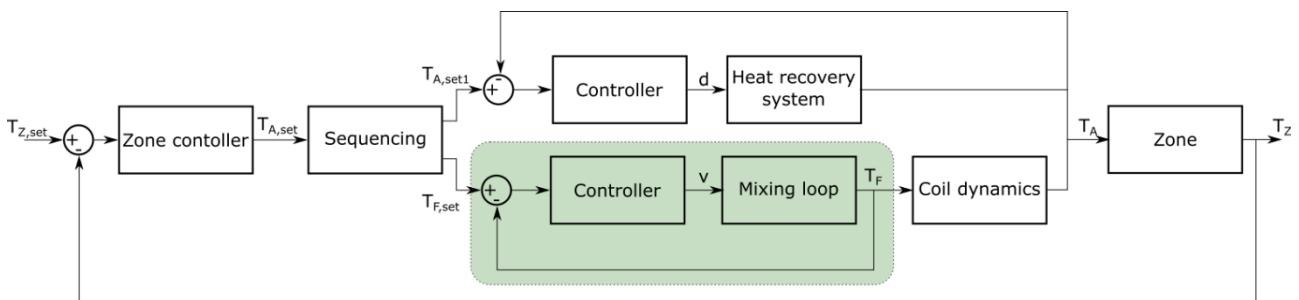 T_Z,set
+
-
Zone contoller
T_A,set
Sequencing
T_A,set1
-
+
Controller
d
Heat recovery
system
T_F,set
+
-
Controller
v
Mixing loop
T_F
Coil dynamics
T_A
Zone
T_Z